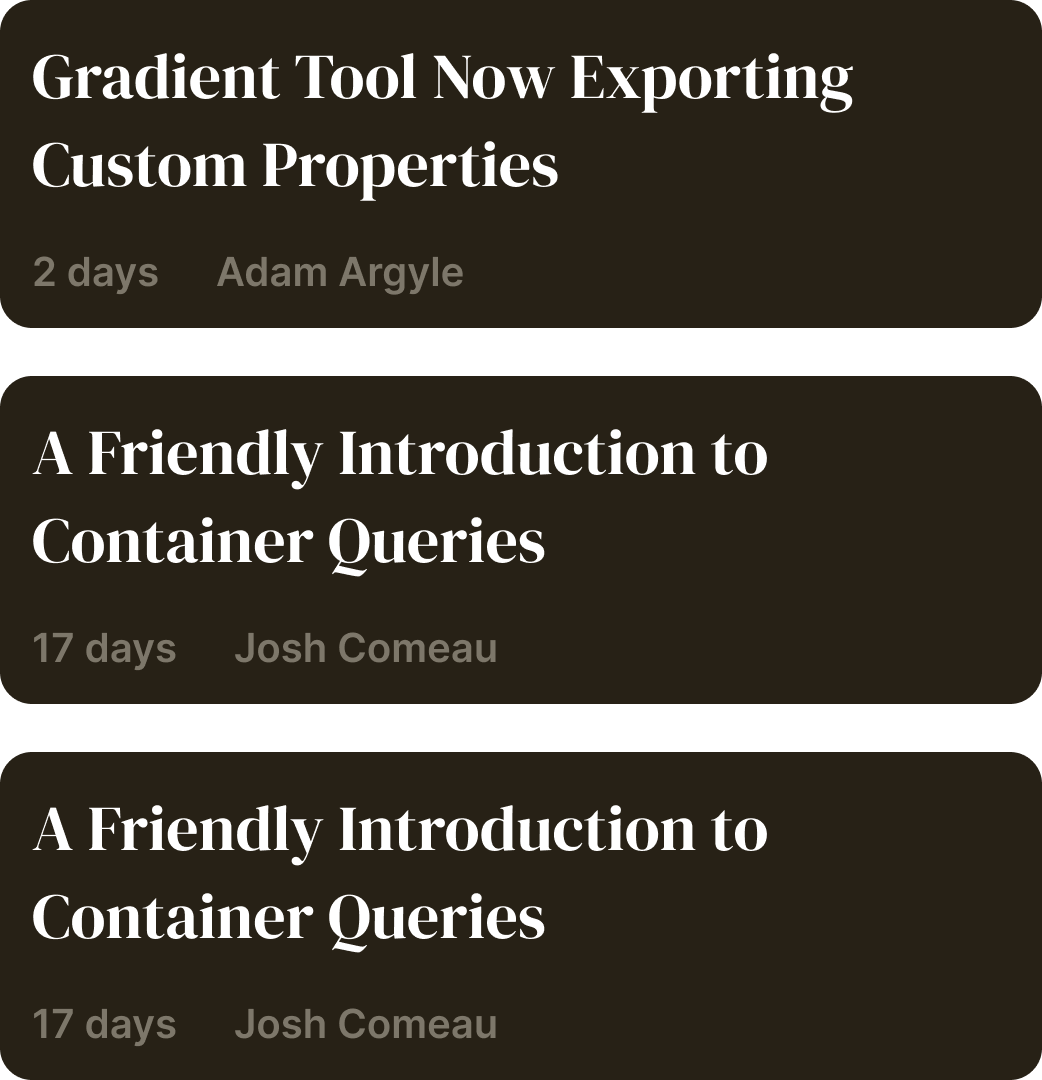 Gradient Tool Now Exporting
Custom Properties
2 days Adam Argyle
A Friendly Introduction to
Container Queries
17 days Josh Comeau
A Friendly Introduction to
Container Queries
17 days Josh Comeau